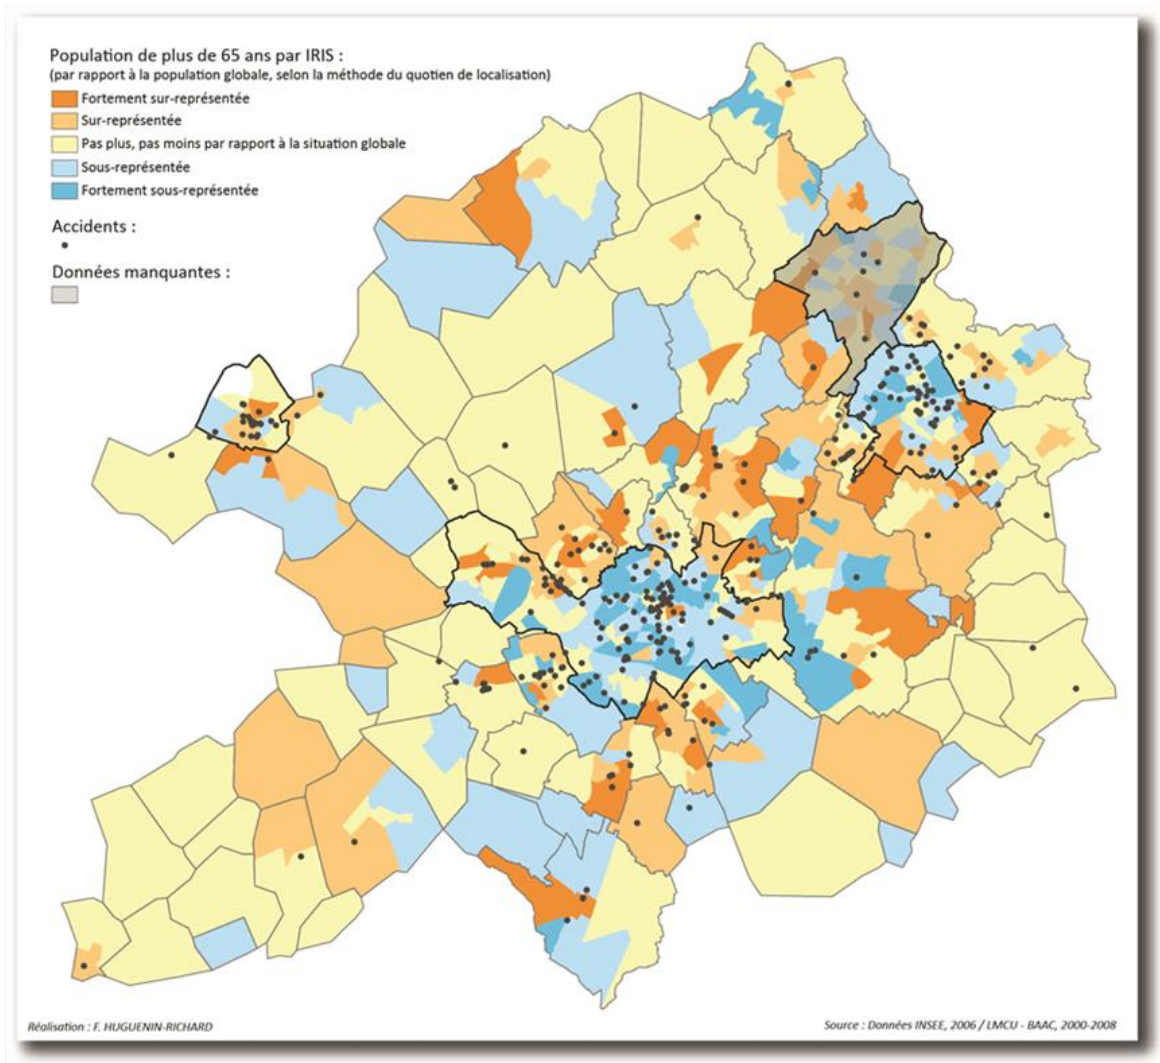 Population de plus de 65 ans par IRIS :
(par rapport à la population globale, selon la méthode du quotien de localisation)
Fortement sur-représentée
Sur-représentée
Pas plus, pas moins par rapport à la situation globale
Sous-représentée
Fortement sous-représentée
Accidents :
Données manquantes :
Réalisation : F. HUGUENIN-RICHARD
Source : Données INSEE, 2006 / LMCU - BAAC, 2000-2008